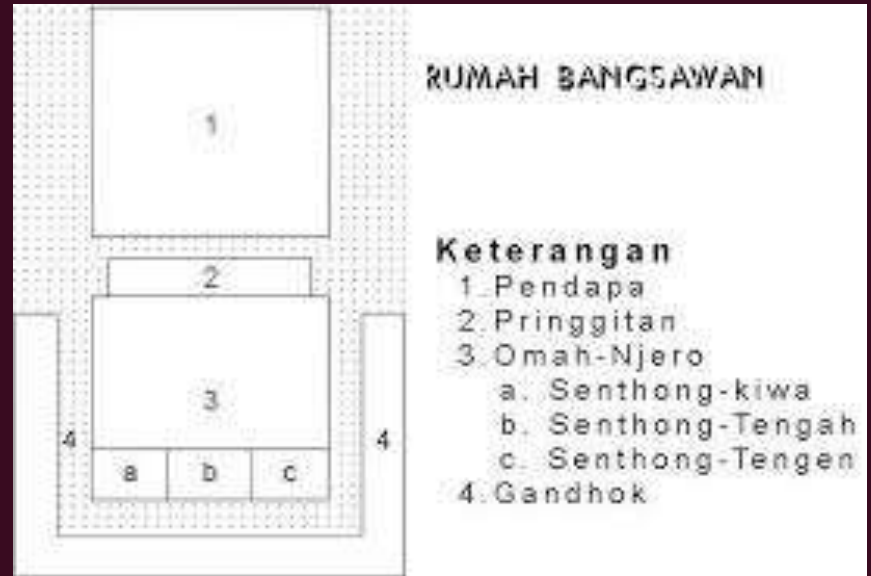 RUMAH BANGSAWAN
1
2
3
4
4
a b c
Keterangan
1.Pendapa
2.Pringgitan
3.Omah-Njero
a. Senthong-kiwa
b. Senthong-Tengah
c. Senthong-Tengen
4.Gandhok